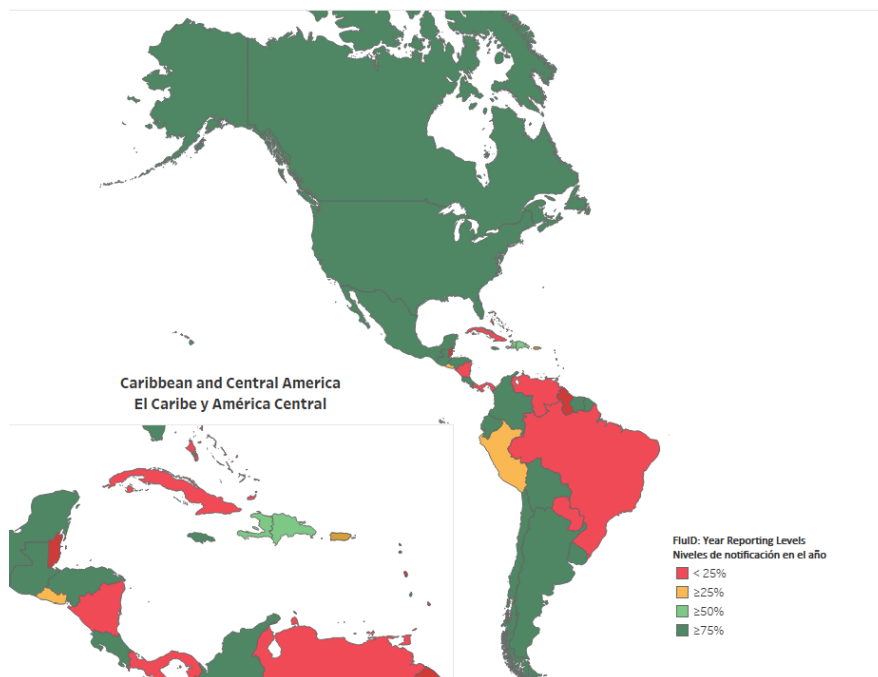 Caribbean and Central America
El Caribe y América Central
FluID: Year Reporting Levels
Niveles de notificación en el año
< 25%
≥25%
≥50%
≥75%